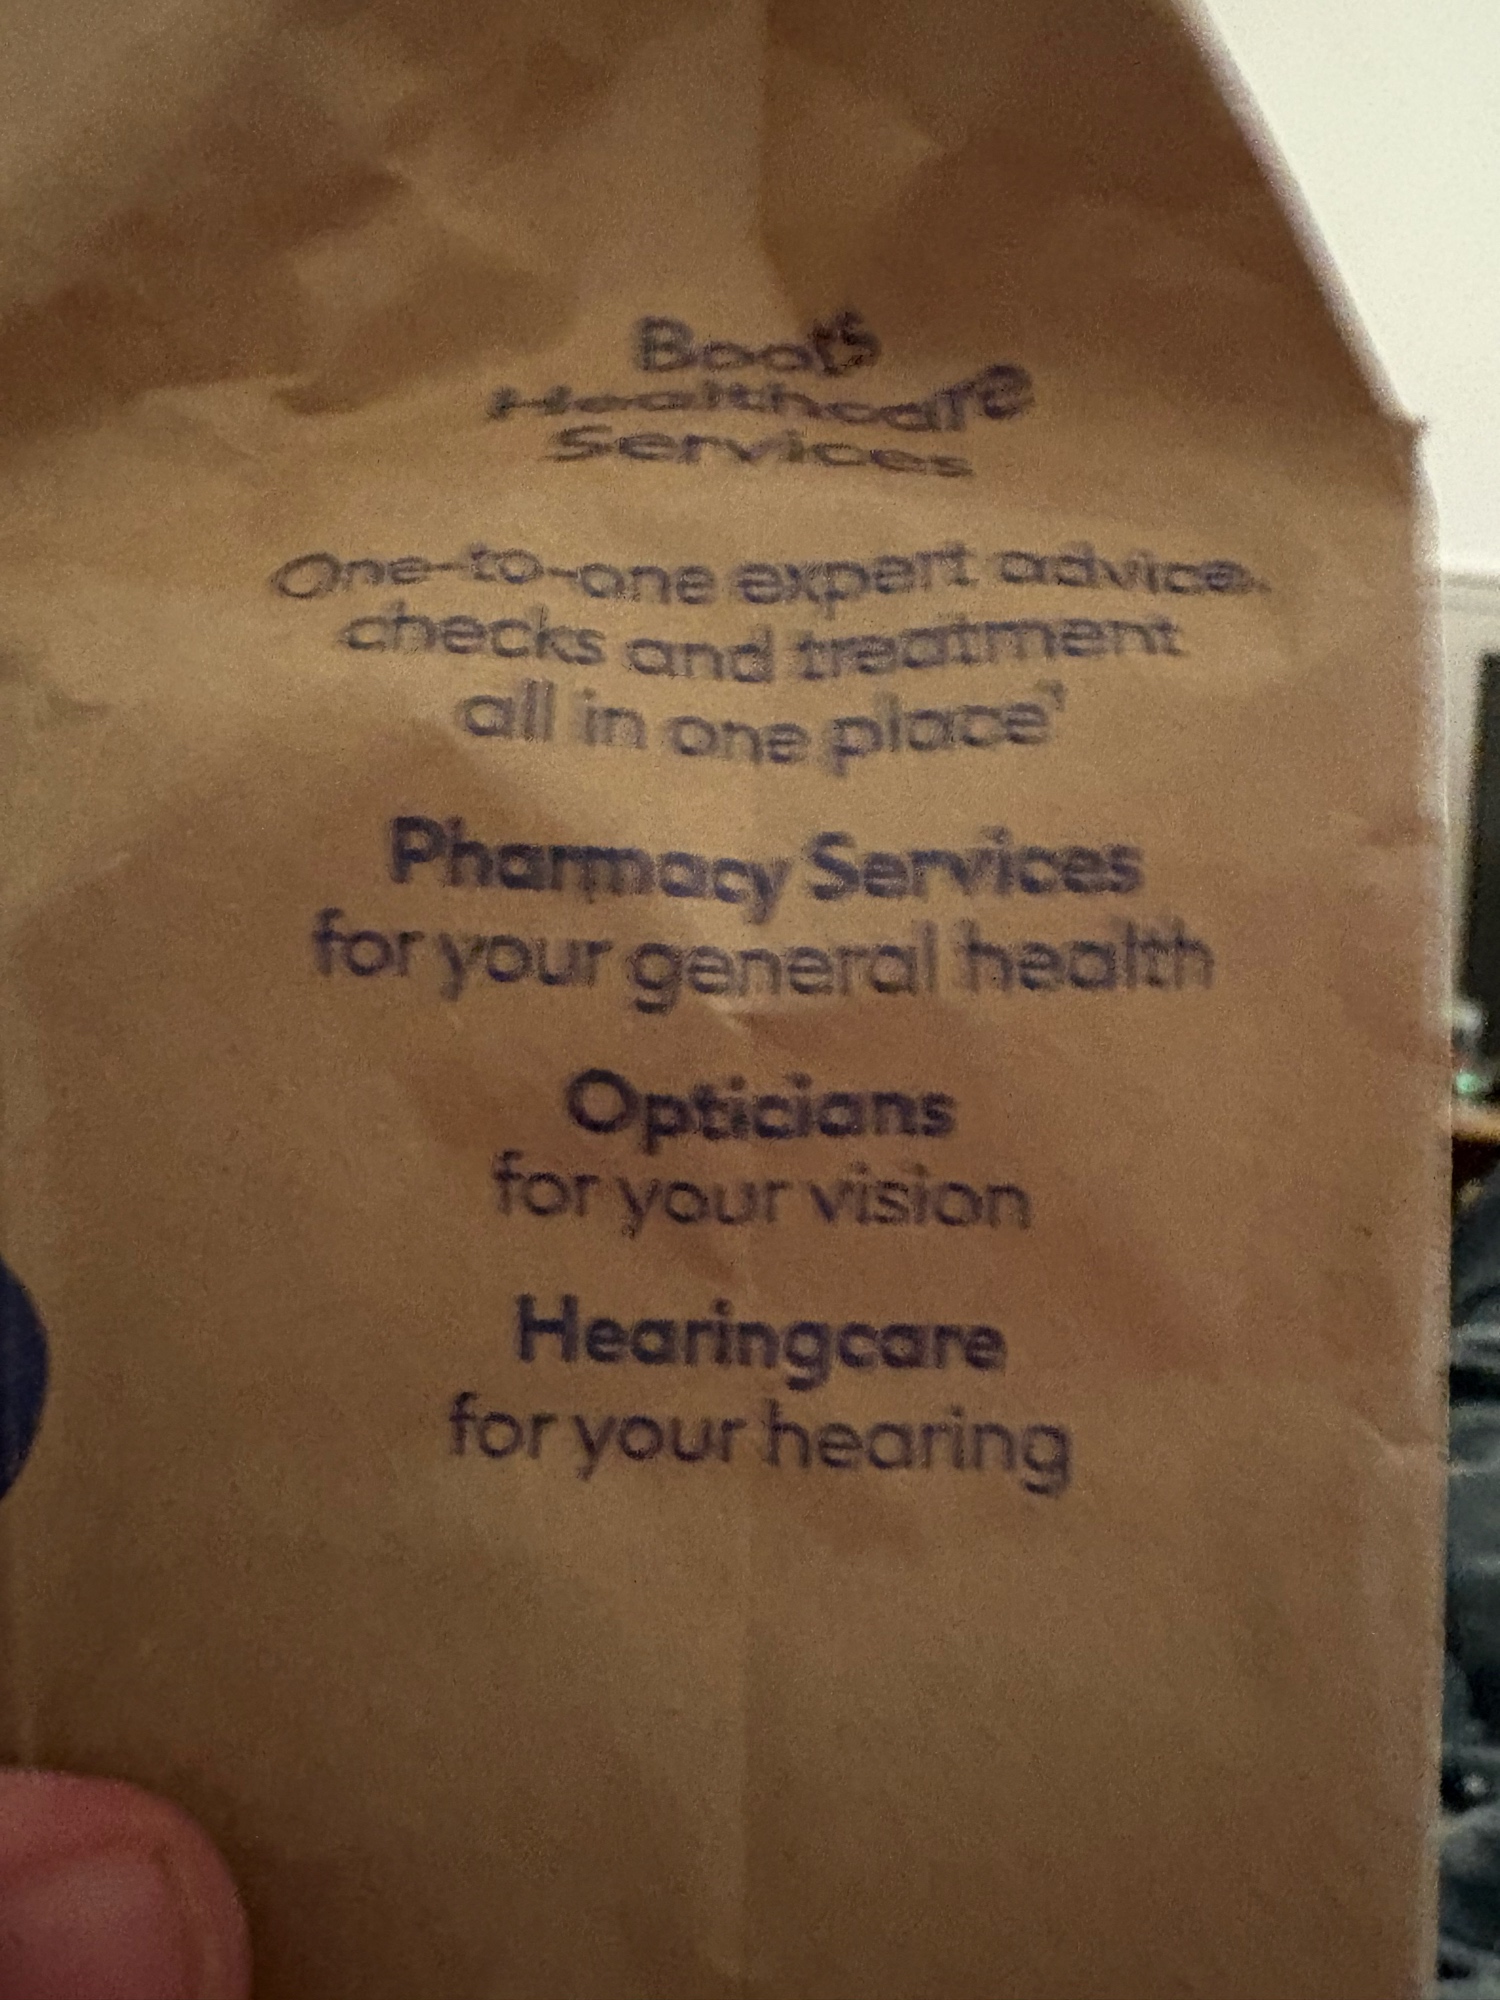 Boots
Healthcare
Services
One-to-one expert advice,
checks and treatment
all in one place†
Pharmacy Services
for your general health
Opticians
for your vision
Hearingcare
for your hearing